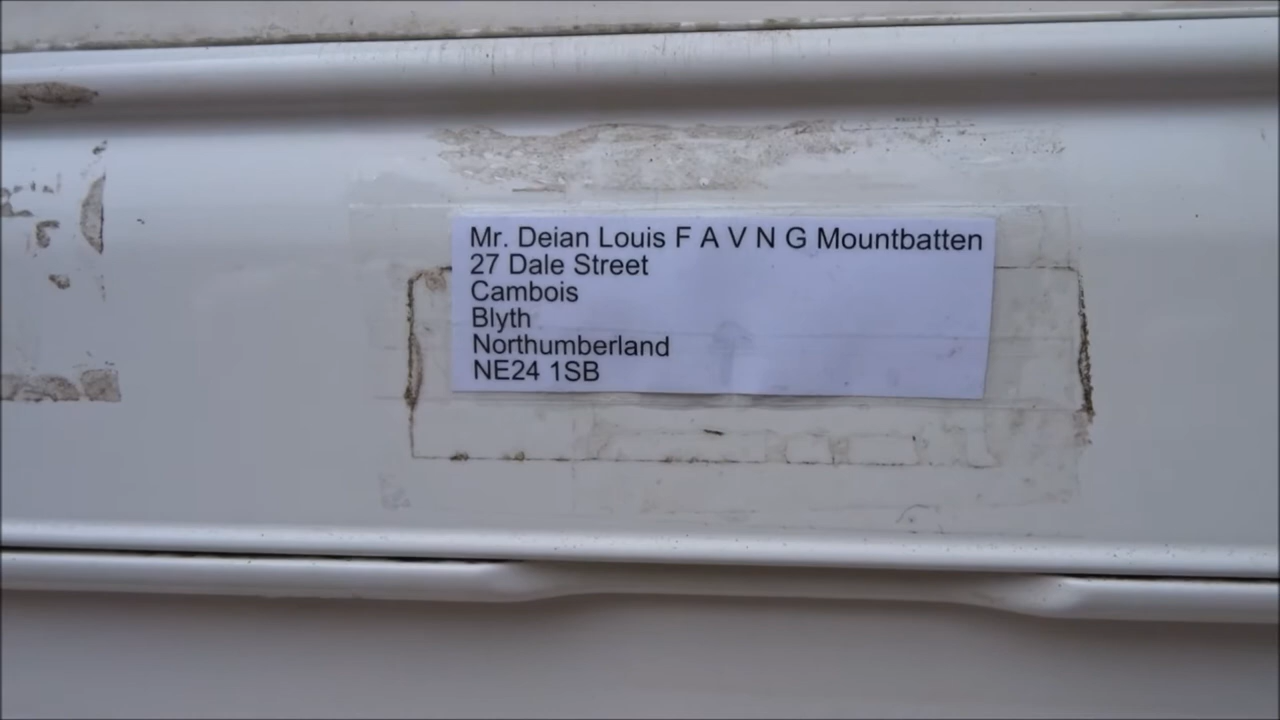 Mr. Deian Louis F A V N G Mountbatten
27 Dale Street
Cambois
Blyth
Northumberland
NE24 1SB